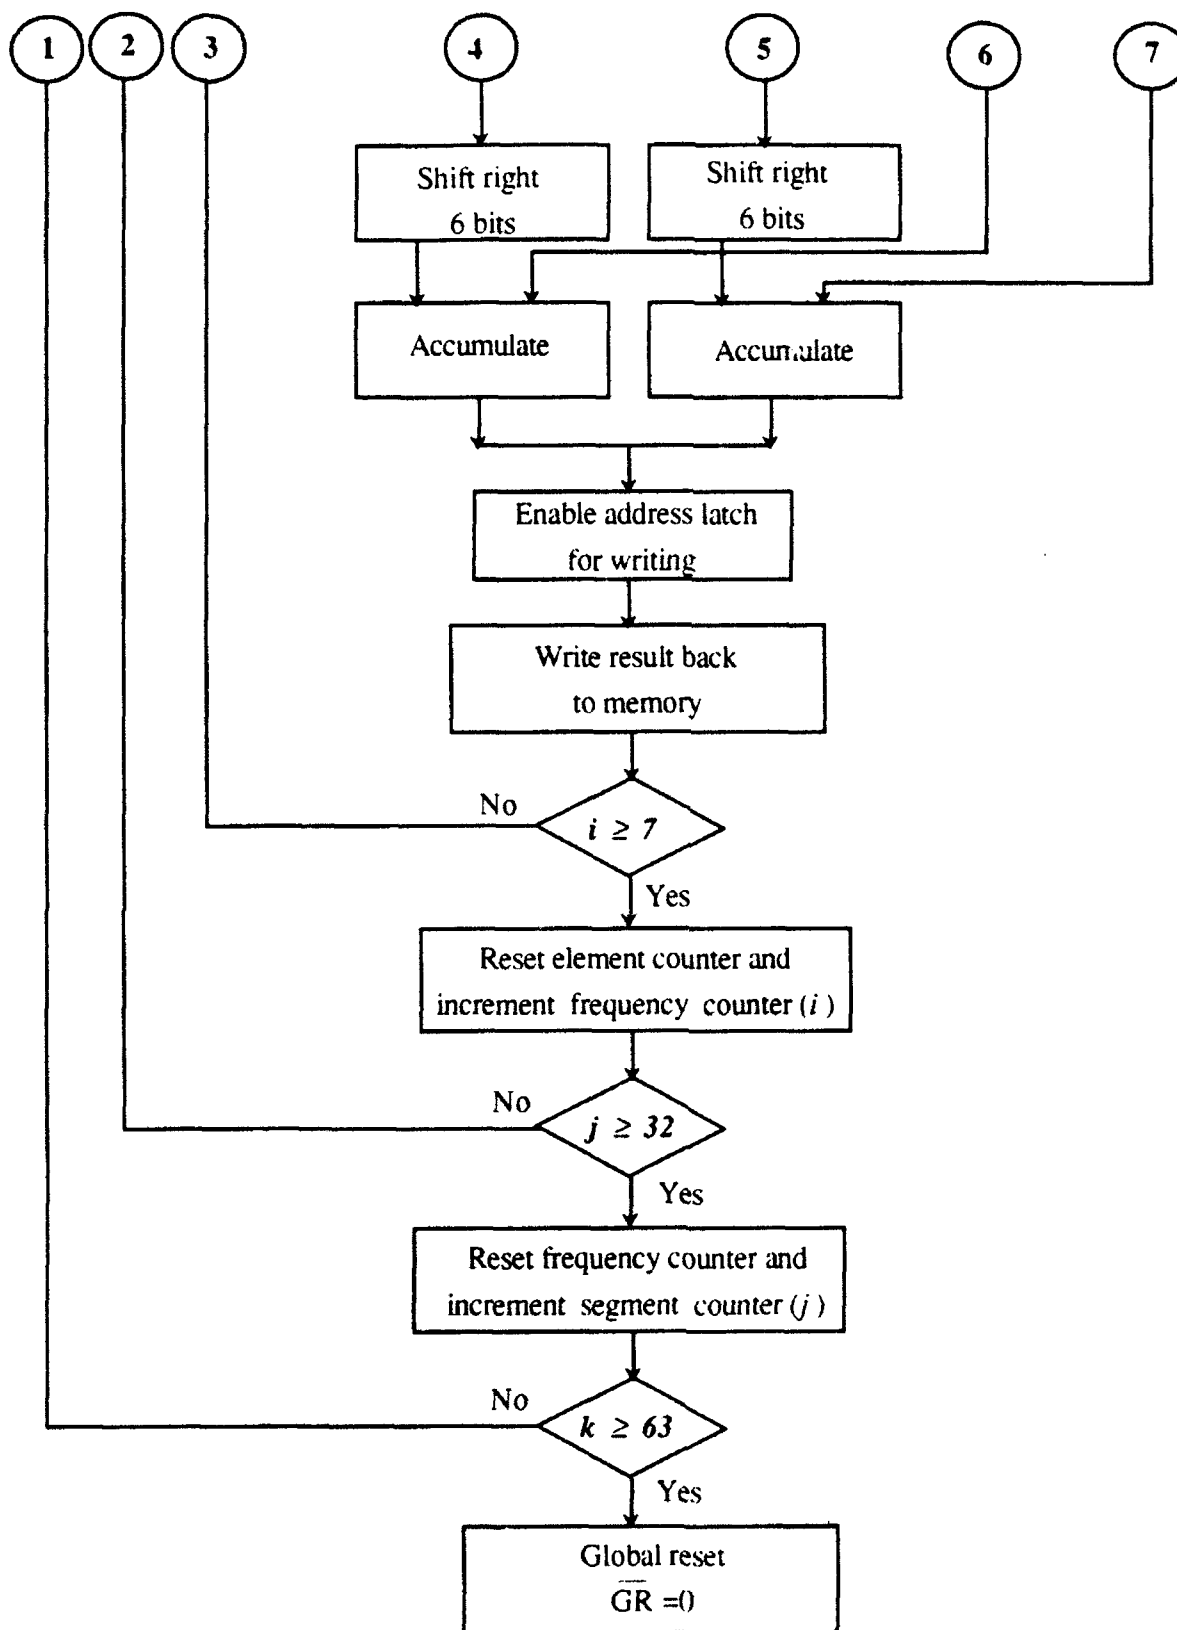 1 2 3 4 5 6 7
Shift right
6 bits
Shift right
6 bits
Accumulate
Accumulate
Enable address latch
for writing
Write result back
to memory
No
i ≥ 7
Yes
Reset element counter and
increment frequency counter (i)
No
j ≥ 32
Yes
Reset frequency counter and
increment segment counter (j)
No
k ≥ 63
Yes
Global reset
G̅R̅ =0